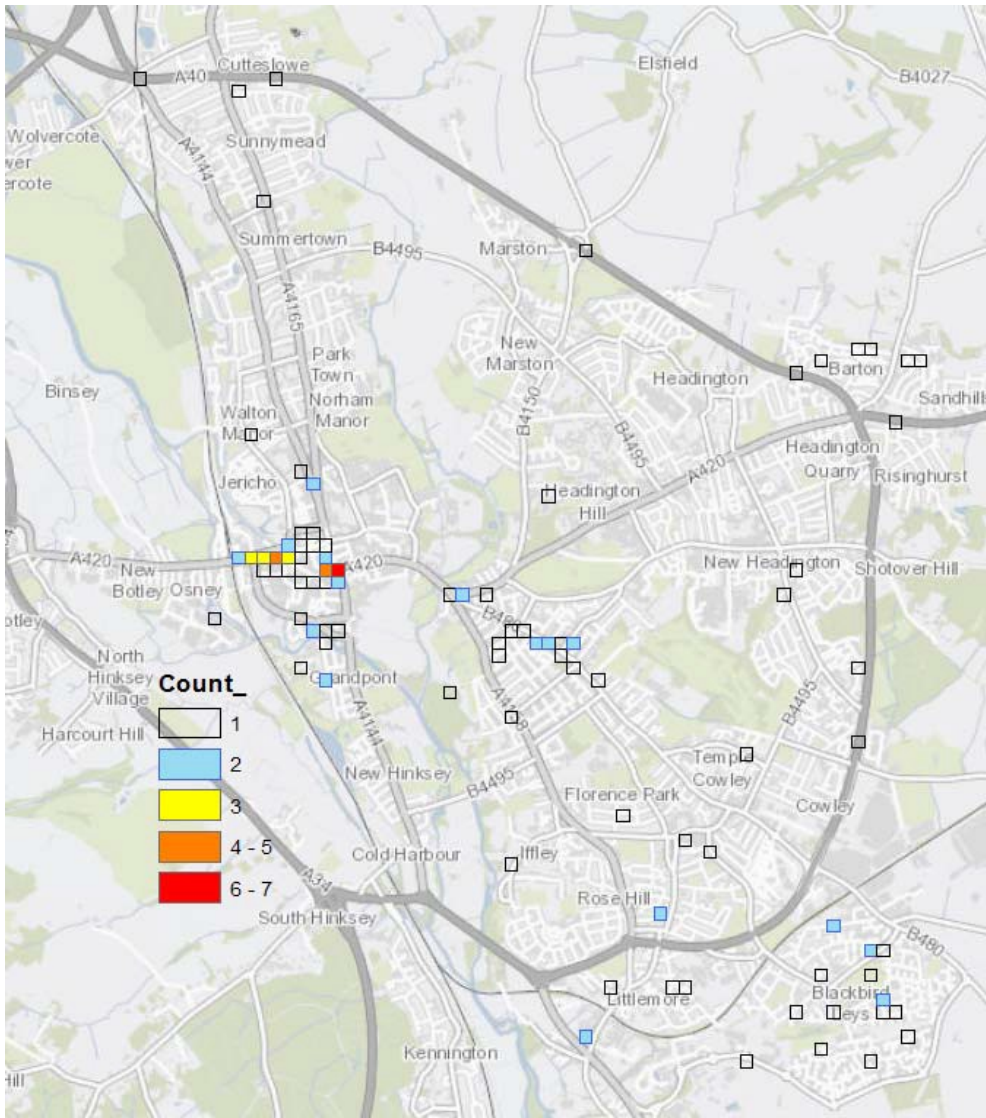 Cutteslowe
Elsfield
A40
B4027
Wolvercote
Sunnymead
ercote
A4144
Summertown
B4495
Marston
A4165
New
Marston
Park
Town
Headington
Barton
Binsey
Norham
Manor
B4150
Sandhills
Walton
Manor
B4495
Headington
Quarry
A420
Jericho
Headington
Hill
Risinghurst
A420
A420
New Headington
Shotover Hill
New
Botley
Osney
otley
North
Hinksey
Village
Grandpont
Count_
B4495
1
Harcourt Hill
A4144
2
New Hinksey
Temple
Cowley
B4495
Florence Park
3
Cowley
Cold Harbour
Iffley
4 - 5
A34
Rose Hill
6 - 7
South Hinksey
B480
Littlemore
Blackbird
Leys
Kennington
Hill